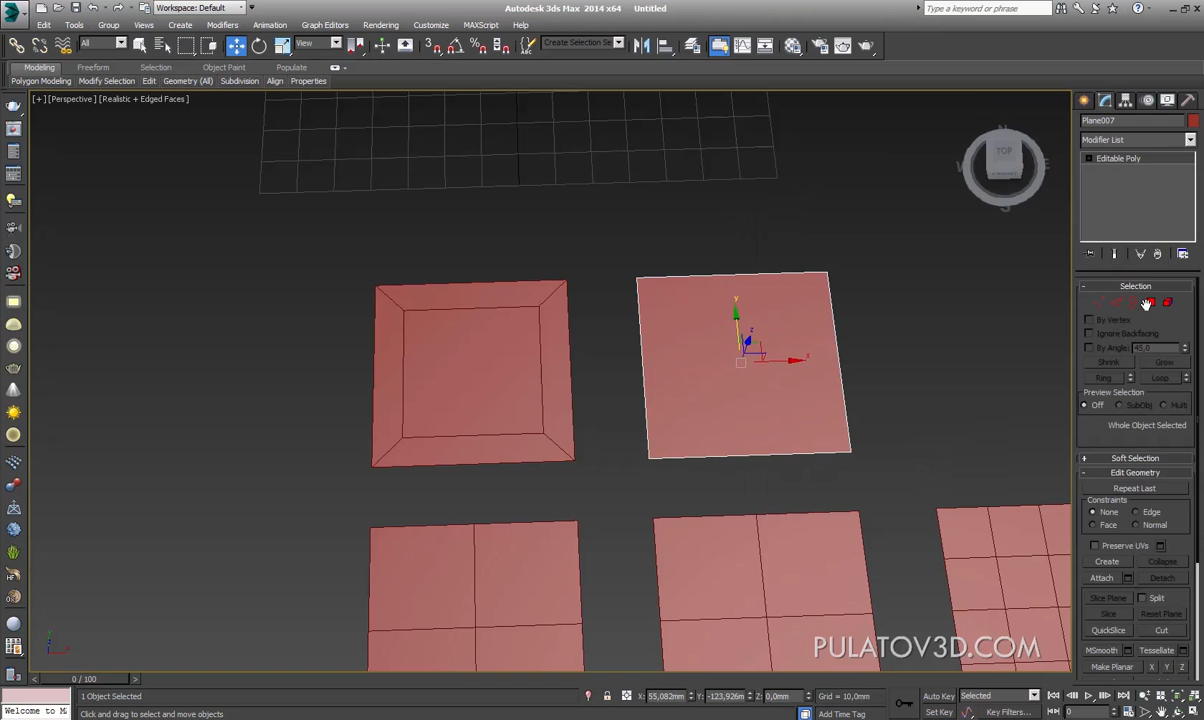 Workspace: Default
Autodesk 3ds Max 2014 x64 Untitled
Type a keyword or phrase
Edit Tools Group Views Create Modifiers Animation Graph Editors Rendering Customize MAXScript Help
All View Create Selection Se
Modeling Freeform Selection Object Paint Populate
Polygon Modeling Modify Selection Edit Geometry (All) Subdivision Align Properties
[+] [Perspective] [Realistic + Edged Faces]
Plane007
Modifier List
N
TOP
E
S
Editable Poly
y
z
x
Selection
By Vertex
Ignore Backfacing
By Angle: 45,0
Shrink Grow
Ring Loop
Preview Selection
Off SubObj Multi
Whole Object Selected
Soft Selection
Edit Geometry
Repeat Last
Constraints
None Edge
Face Normal
Preserve UVs
Create Collapse
Attach Detach
Slice Plane Split
Slice Reset Plane
QuickSlice Cut
MSmooth Tessellate
Make Planar X Y Z
PULATOV3D.COM
0 / 100
1 Object Selected X: 55,082mm Y: -123,926m Z: 0,0mm Grid = 10,0mm Auto Key Selected
Welcome to M
Click and drag to select and move objects Add Time Tag Set Key Key Filters... 0